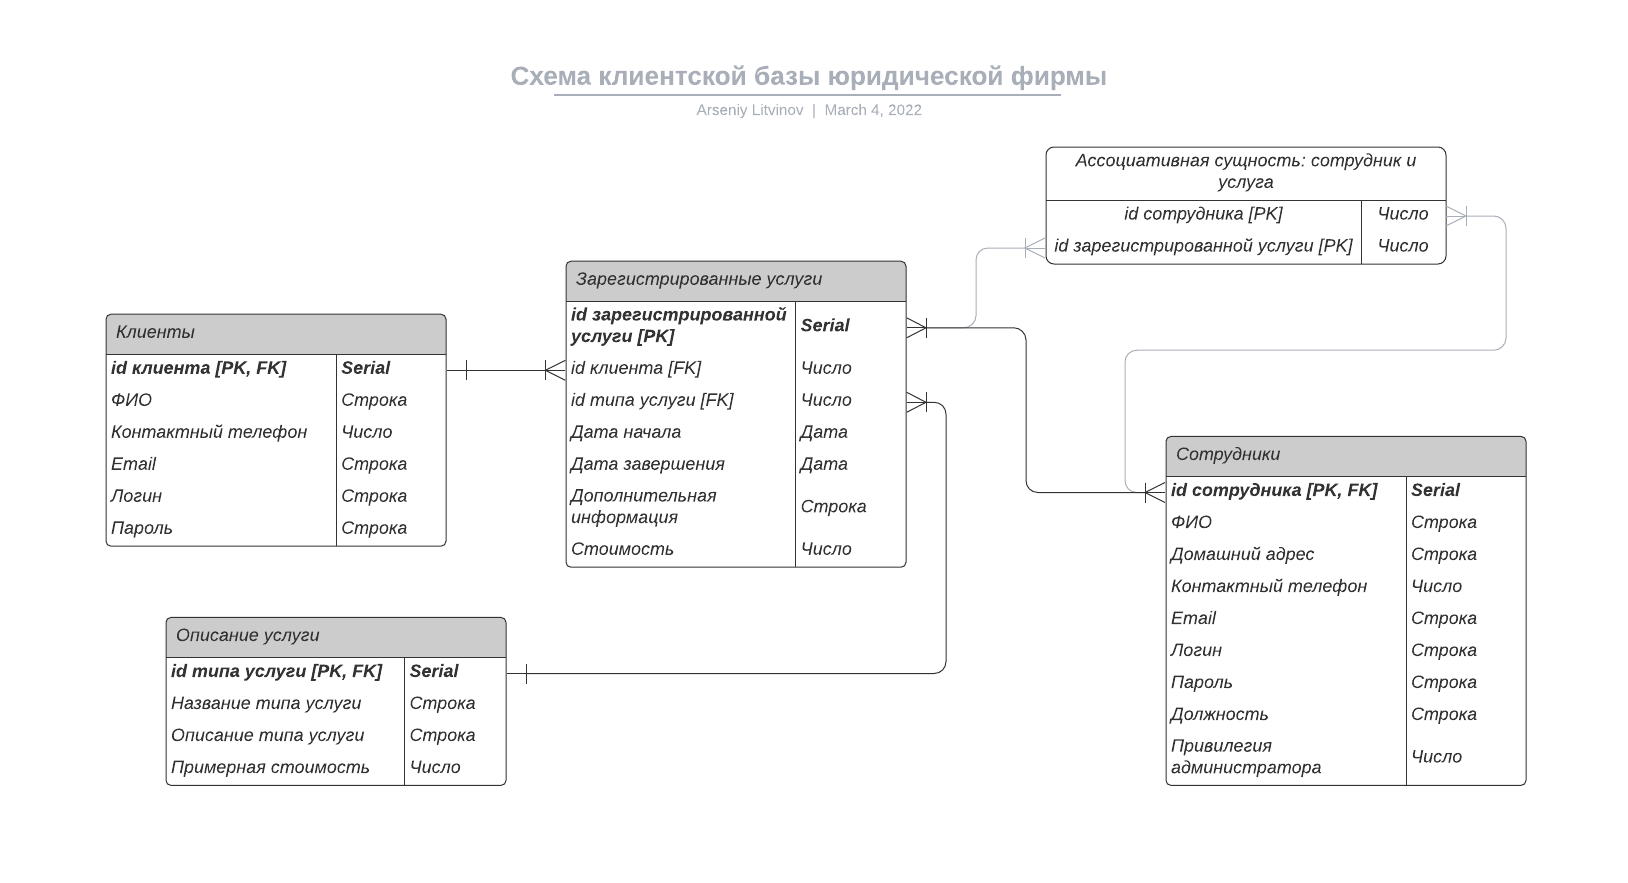 Схема клиентской базы юридической фирмы
Arseniy Litvinov | March 4, 2022
Ассоциативная сущность: сотрудник и
услуга
id сотрудника [PK] Число
id зарегистрированной услуги [PK] Число
Зарегистрированные услуги
id зарегистрированной
услуги [PK] Serial
id клиента [FK] Число
id типа услуги [FK] Число
Дата начала Дата
Дата завершения Дата
Дополнительная
информация Строка
Стоимость Число
Клиенты
id клиента [PK, FK] Serial
ФИО Строка
Контактный телефон Число
Email Строка
Логин Строка
Пароль Строка
Сотрудники
id сотрудника [PK, FK] Serial
ФИО Строка
Домашний адрес Строка
Контактный телефон Число
Email Строка
Логин Строка
Пароль Строка
Должность Строка
Привилегия
администратора Число
Описание услуги
id типа услуги [PK, FK] Serial
Название типа услуги Строка
Описание типа услуги Строка
Примерная стоимость Число